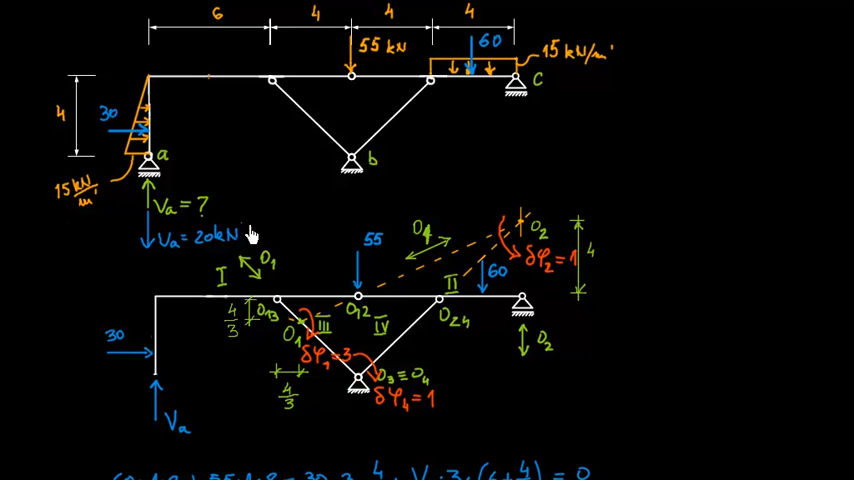 6 4 4 4
55 kN 60 15 kN/m'
4 30 a b C
15 kN/m'
Va = ?
Va = 20kN
I O1 55 O4 O2 δφ2=1 4
II 60
4/3 O13 O1 III O12 IV O24
30 δφ1=3 O2
4/3 O3≡O4
δφ4=1
Va